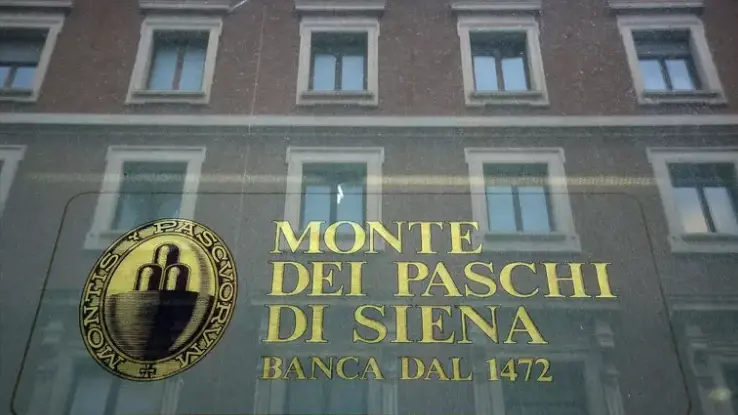 MONTIS PASCVORVM
MONTE
DEI PASCHI
DI SIENA
BANCA DAL 1472